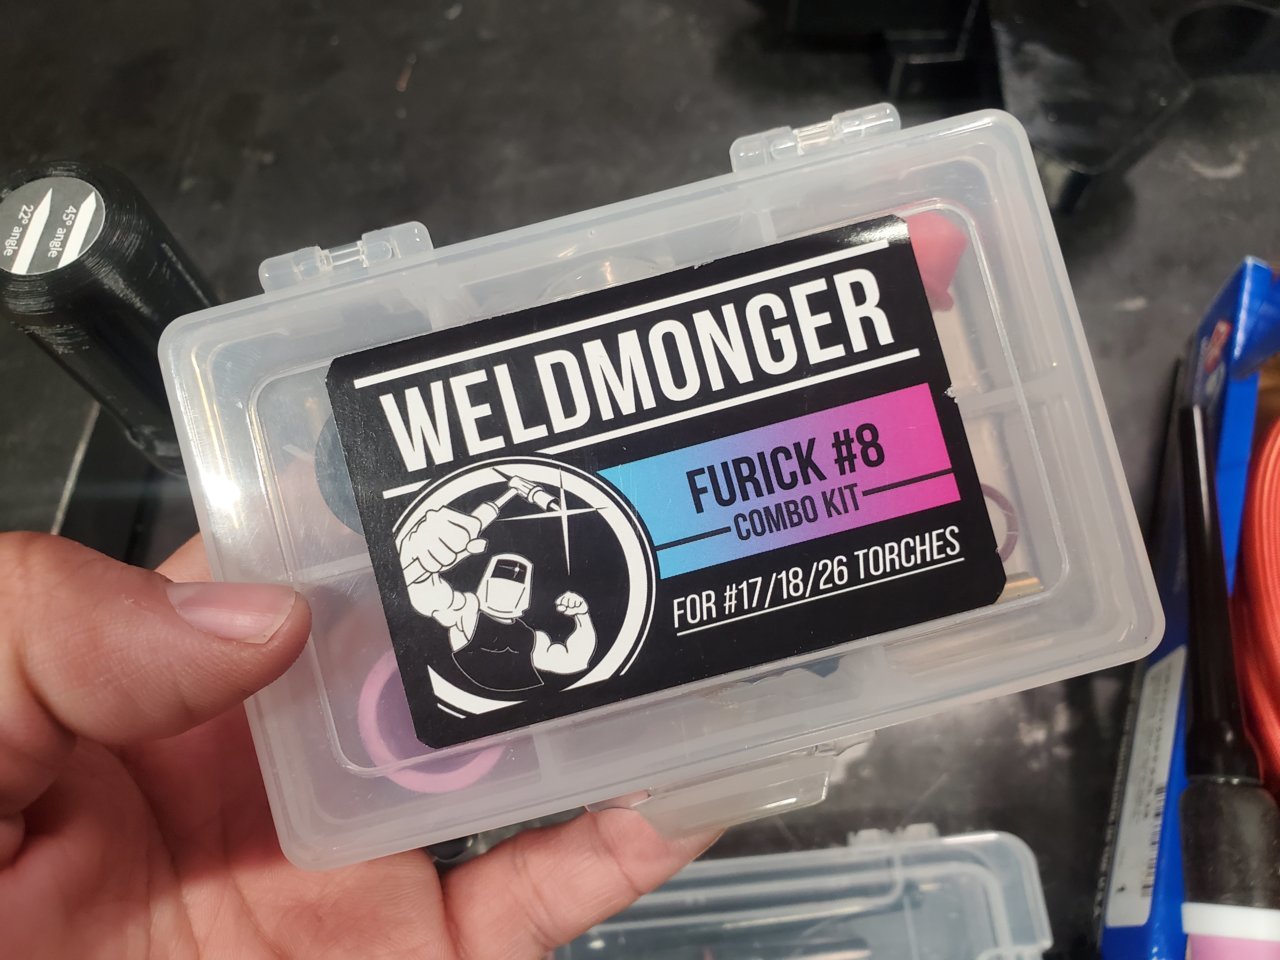 WELDMONGER
FURICK #8
COMBO KIT
FOR #17/18/26 TORCHES
45° angle
22° angle